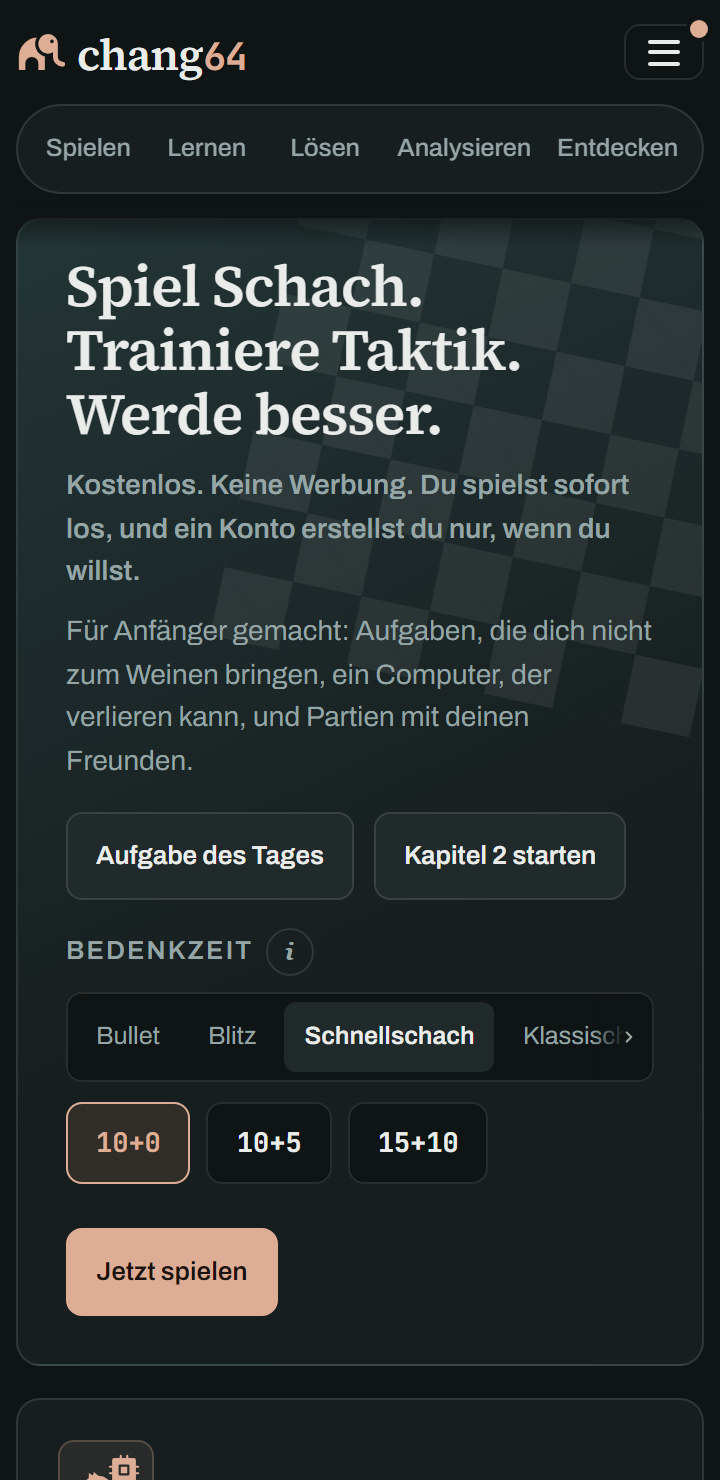 chang64
Spielen Lernen Lösen Analysieren Entdecken
Spiel Schach.
Trainiere Taktik.
Werde besser.
Kostenlos. Keine Werbung. Du spielst sofort
los, und ein Konto erstellst du nur, wenn du
willst.
Für Anfänger gemacht: Aufgaben, die dich nicht
zum Weinen bringen, ein Computer, der
verlieren kann, und Partien mit deinen
Freunden.
Aufgabe des Tages Kapitel 2 starten
BEDENKZEIT i
Bullet Blitz Schnellschach Klassisch ›
10+0 10+5 15+10
Jetzt spielen